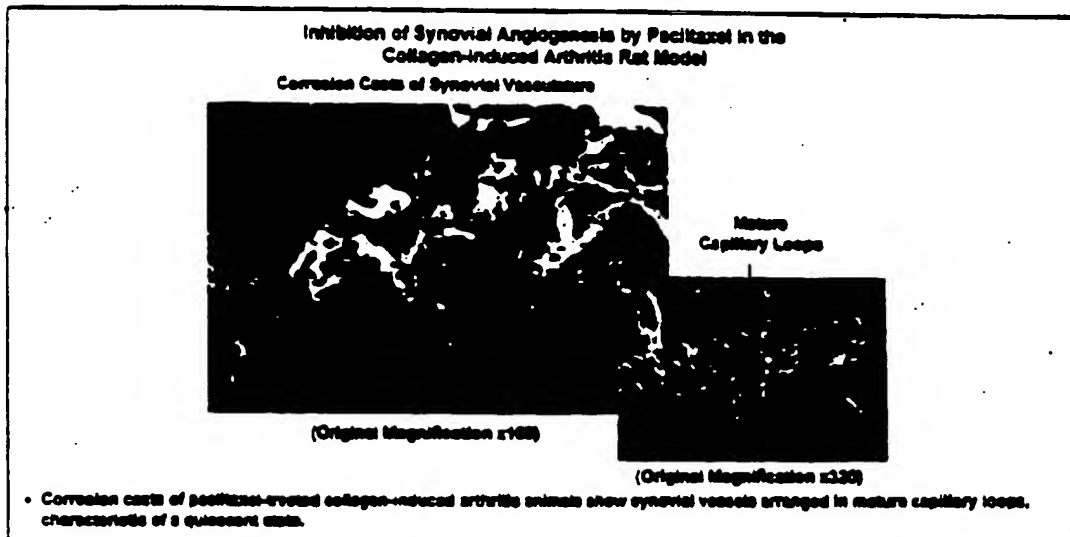 Inhibition of Synovial Angiogenesis by Paclitaxel in the
Collagen-induced Arthritis Rat Model
Corrosion Casts of Synovial Vasculature
Mature
Capillary Loops
(Original Magnification
(Original Magnification
• Corrosion casts of paclitaxel-treated collagen-induced arthritis animals show synovial vessels arranged in mature capillary loops,
characteristic of a quiescent state.